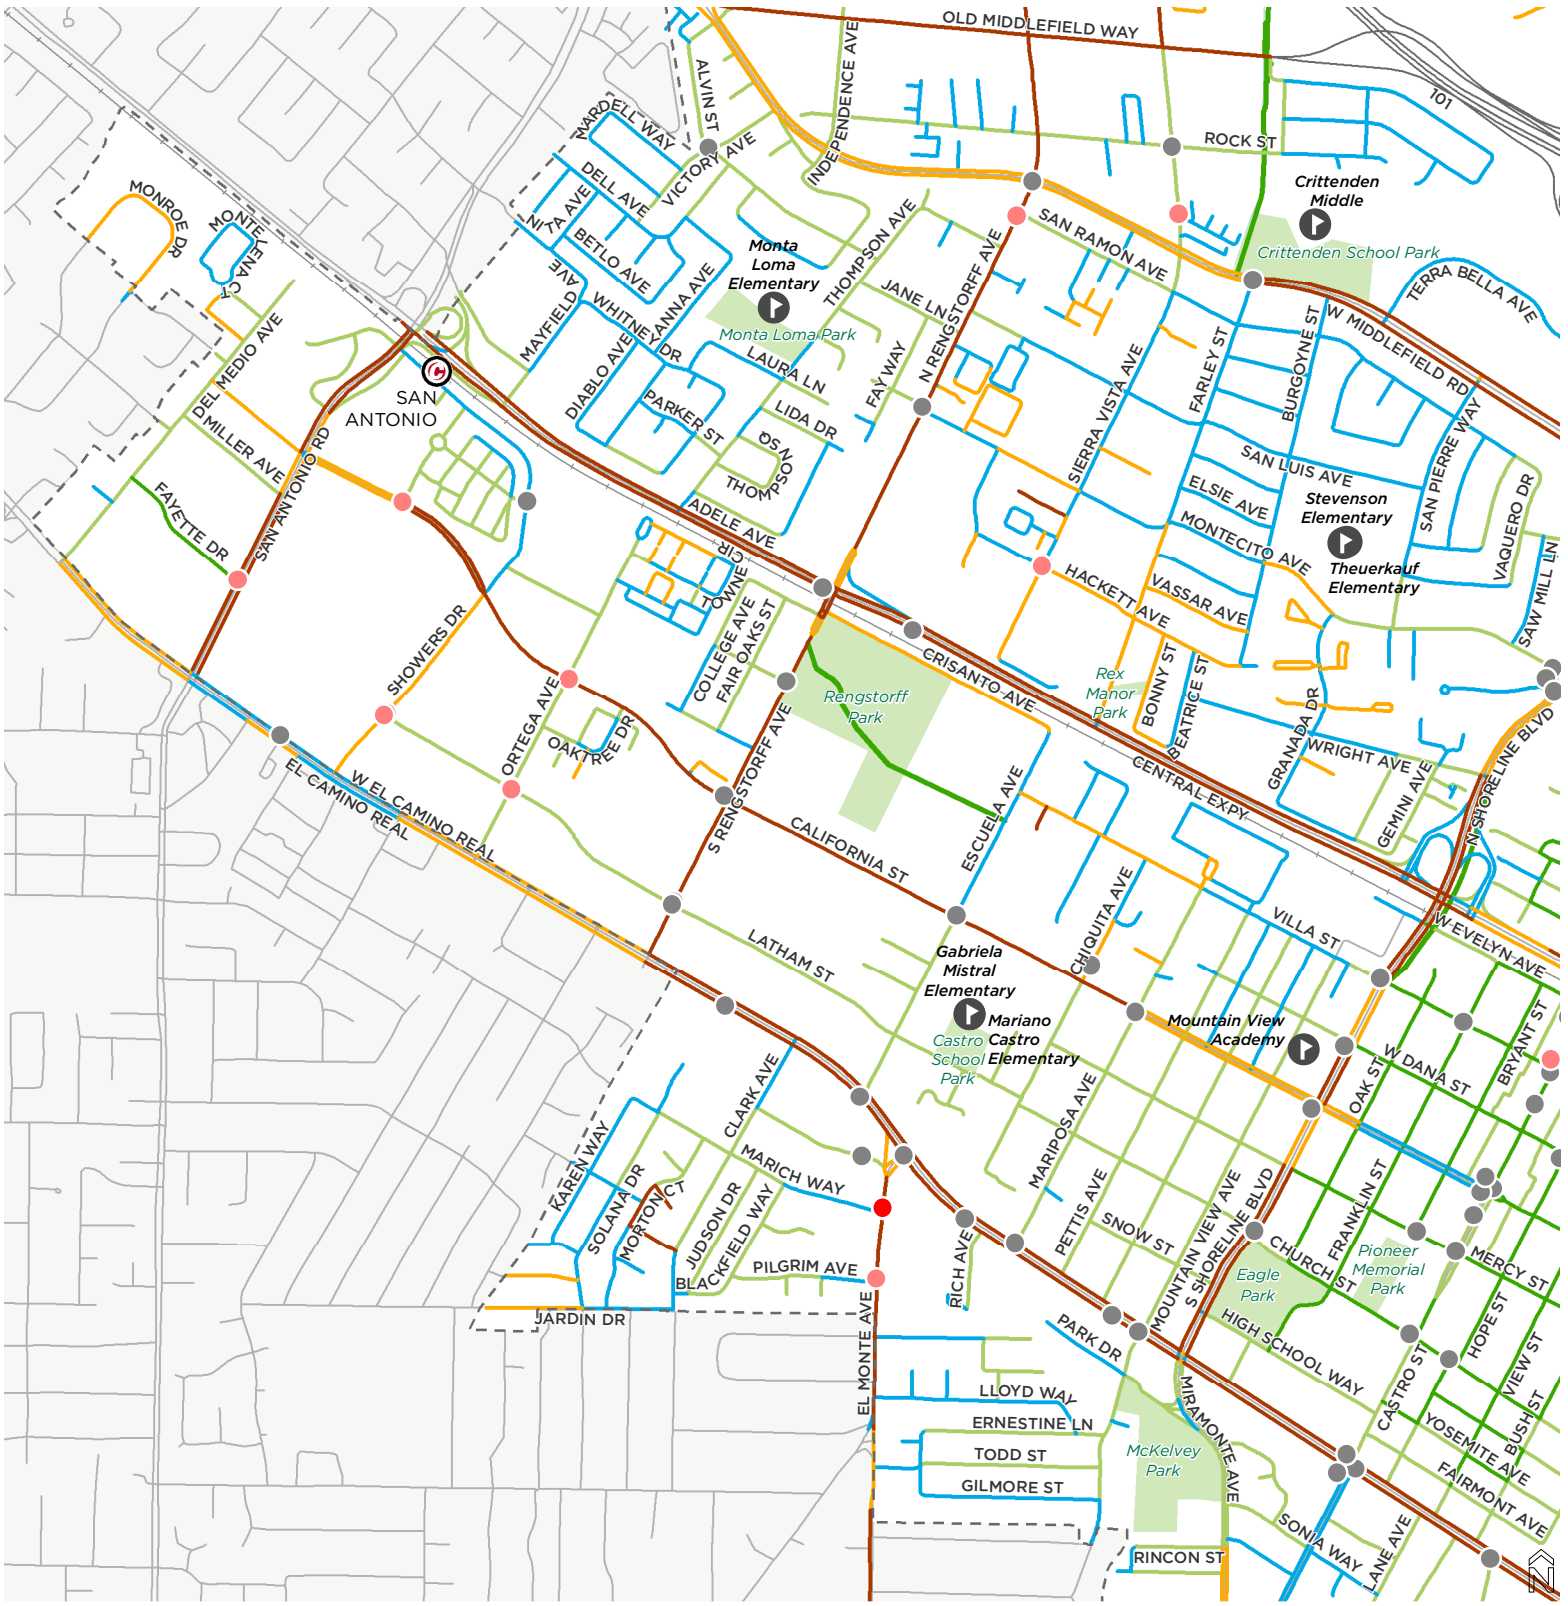 OLD MIDDLEFIELD WAY
101
ALVIN ST
INDEPENDENCE AVE
NARDELL WAY
VICTORY AVE
ROCK ST
Crittenden
Middle
Crittenden School Park
MONROE DR
MONTELENA CT
DELL AVE
NITA AVE
BETLO AVE
Monta
Loma
Elementary
Monta Loma Park
THOMPSON AVE
SAN RAMON AVE
JANE LN
N RENGSTORFF AVE
TERRA BELLA AVE
W MIDDLEFIELD RD
DEL MEDIO AVE
MAYFIELD AVE
WHITNEY DR
ANNA AVE
DIABLO AVE
LAURA LN
FAY WAY
FARLEY ST
BURGOYNE ST
SIERRA VISTA AVE
SAN
ANTONIO
PARKER ST
LIDA DR
THOMPSON SQ
MILLER AVE
SAN ANTONIO RD
FAYETTE DR
SAN LUIS AVE
ELSIE AVE
MONTECITO AVE
Stevenson
Elementary
Theuerkauf
Elementary
SAN PIERRE WAY
VAQUERO DR
SAW MILL LN
ADELE AVE
TOWNE CIR
HACKETT AVE
VASSAR AVE
SHOWERS DR
COLLEGE AVE
FAIR OAKS ST
CRISANTO AVE
Rengstorff
Park
Rex
Manor
Park
BONNY ST
BEATRICE ST
GRANADA DR
WRIGHT AVE
GEMINI AVE
N SHORELINE BLVD
ORTEGA AVE
OAKTREE DR
S RENGSTORFF AVE
W EL CAMINO REAL
EL CAMINO REAL
CENTRAL EXPY
CALIFORNIA ST
ESCUELA AVE
CHIQUITA AVE
VILLA ST
W EVELYN AVE
LATHAM ST
Gabriela
Mistral
Elementary
Mariano
Castro
Elementary
Castro
School
Park
Mountain View
Academy
W DANA ST
BRYANT ST
OAK ST
CLARK AVE
MARIPOSA AVE
KAREN WAY
SOLANA DR
MORTON CT
MARICH WAY
JUDSON DR
BLACKFIELD WAY
PILGRIM AVE
PETTIS AVE
SNOW ST
MOUNTAIN VIEW AVE
S SHORELINE BLVD
FRANKLIN ST
CHURCH ST
Eagle
Park
Pioneer
Memorial
Park
MERCY ST
HOPE ST
VIEW ST
BUSH ST
RICH AVE
JARDIN DR
EL MONTE AVE
PARK DR
HIGH SCHOOL WAY
CASTRO ST
YOSEMITE AVE
FAIRMONT AVE
LLOYD WAY
ERNESTINE LN
TODD ST
GILMORE ST
MIRAMONTE AVE
McKelvey
Park
SONIA WAY
LANE AVE
RINCON ST
N